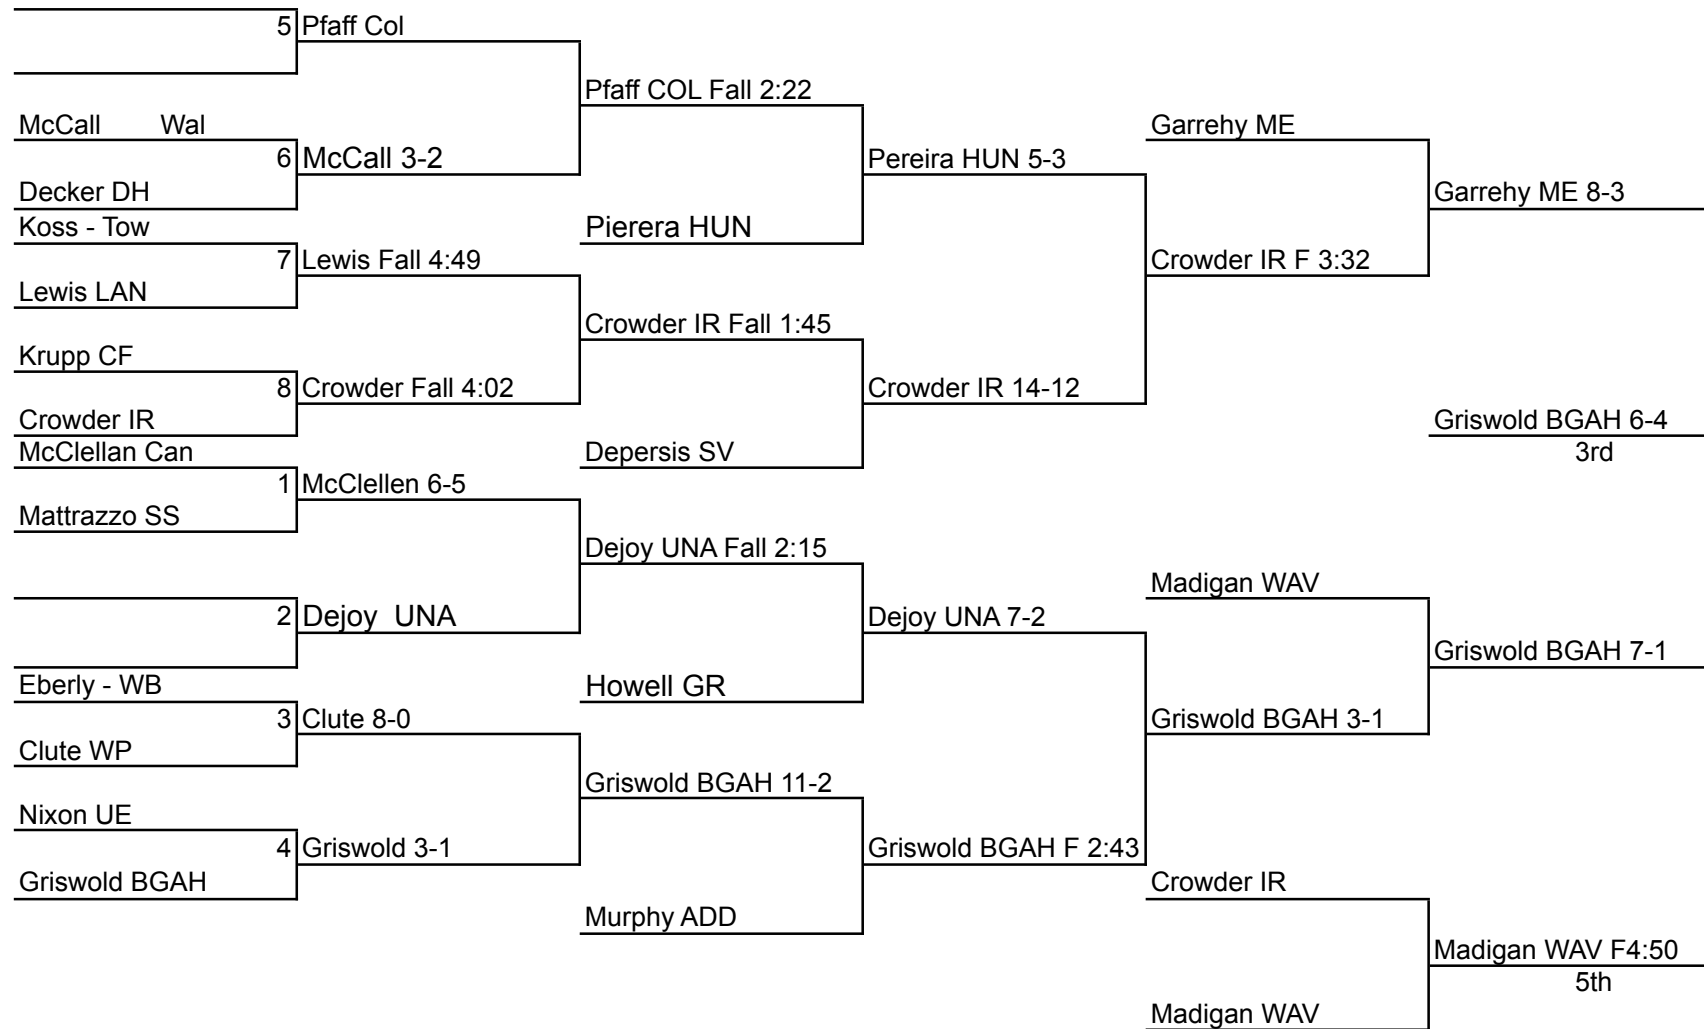 5 Pfaff Col
Pfaff COL Fall 2:22
McCall Wal
Garrehy ME
6 McCall 3-2
Pereira HUN 5-3
Decker DH
Garrehy ME 8-3
Koss - Tow
Pierera HUN
7 Lewis Fall 4:49
Crowder IR F 3:32
Lewis LAN
Crowder IR Fall 1:45
Krupp CF
8 Crowder Fall 4:02
Crowder IR 14-12
Crowder IR
Griswold BGAH 6-4
McClellan Can
Depersis SV
3rd
1 McClellen 6-5
Mattrazzo SS
Dejoy UNA Fall 2:15
Madigan WAV
2 Dejoy UNA
Dejoy UNA 7-2
Griswold BGAH 7-1
Eberly - WB
Howell GR
3 Clute 8-0
Griswold BGAH 3-1
Clute WP
Griswold BGAH 11-2
Nixon UE
4 Griswold 3-1
Griswold BGAH F 2:43
Griswold BGAH
Crowder IR
Murphy ADD
Madigan WAV F4:50
5th
Madigan WAV